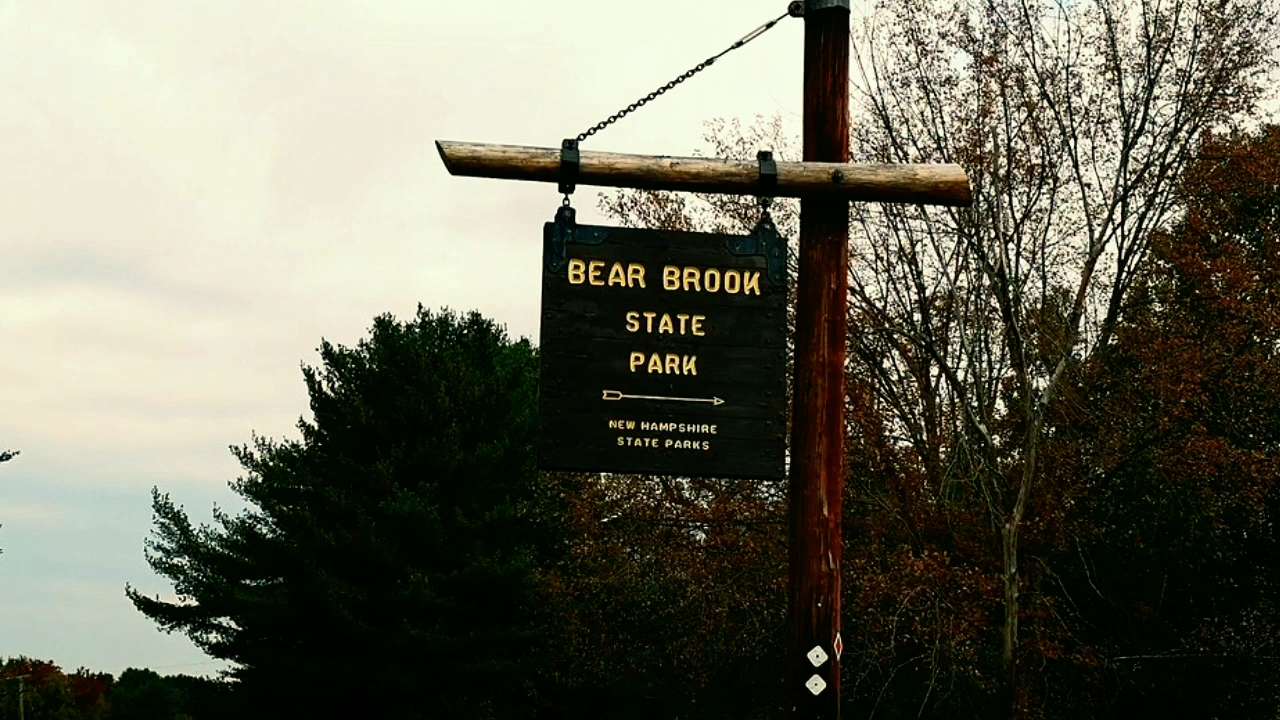 BEAR BROOK
STATE
PARK
NEW HAMPSHIRE
STATE PARKS